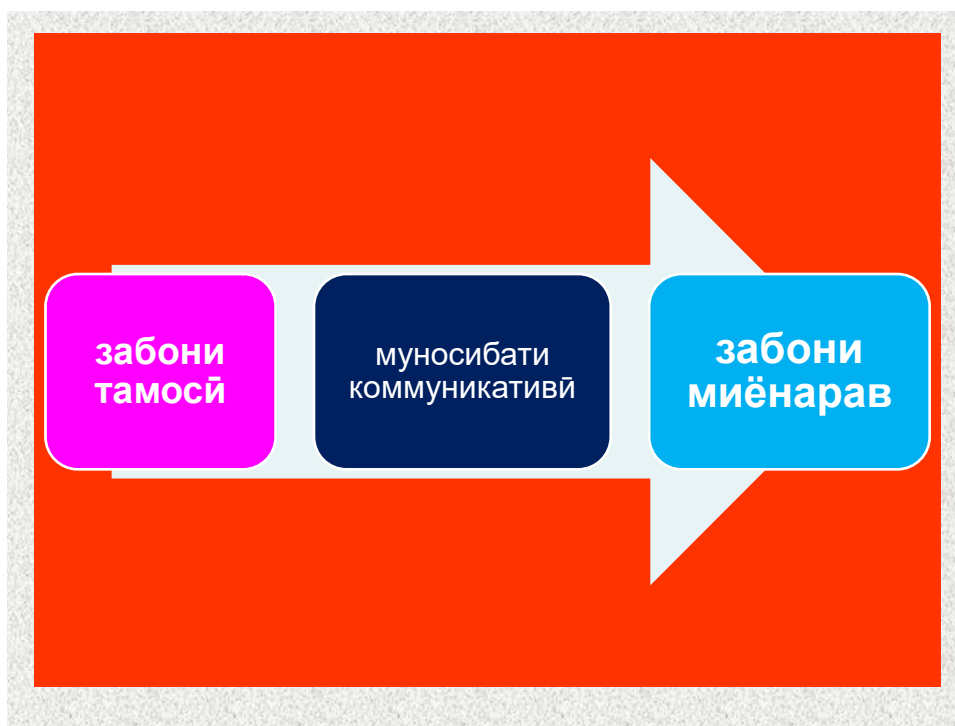 забони
тамосӣ
муносибати
коммуникативӣ
забони
миёнарав